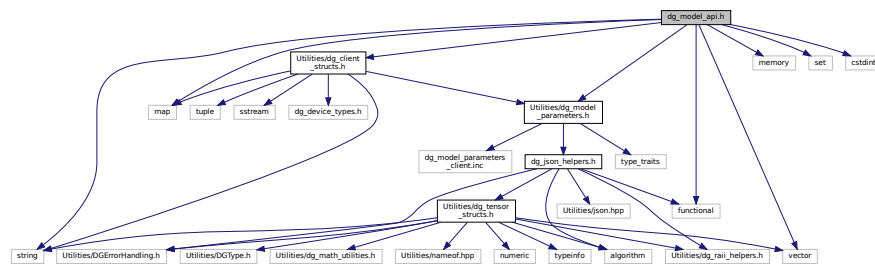 dg_model_api.h
Utilities/dg_client
_structs.h
memory
set
cstdint
map
tuple
sstream
dg_device_types.h
Utilities/dg_model
_parameters.h
dg_model_parameters
_client.inc
dg_json_helpers.h
type_traits
Utilities/dg_tensor
_structs.h
Utilities/json.hpp
functional
string
Utilities/DGErrorHandling.h
Utilities/DGType.h
Utilities/dg_math_utilities.h
Utilities/nameof.hpp
numeric
typeinfo
algorithm
Utilities/dg_raii_helpers.h
vector